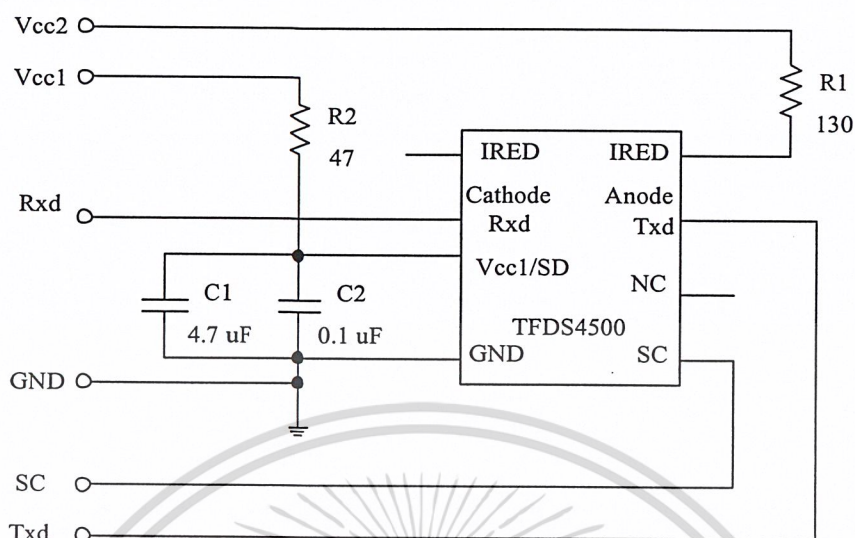 Vcc2
Vcc1
R1
130
R2
47
IRED
IRED
Cathode
Anode
Rxd
Rxd
Txd
Vcc1/SD
NC
C1
C2
4.7 uF
0.1 uF
TFDS4500
GND
SC
GND
SC
Txd